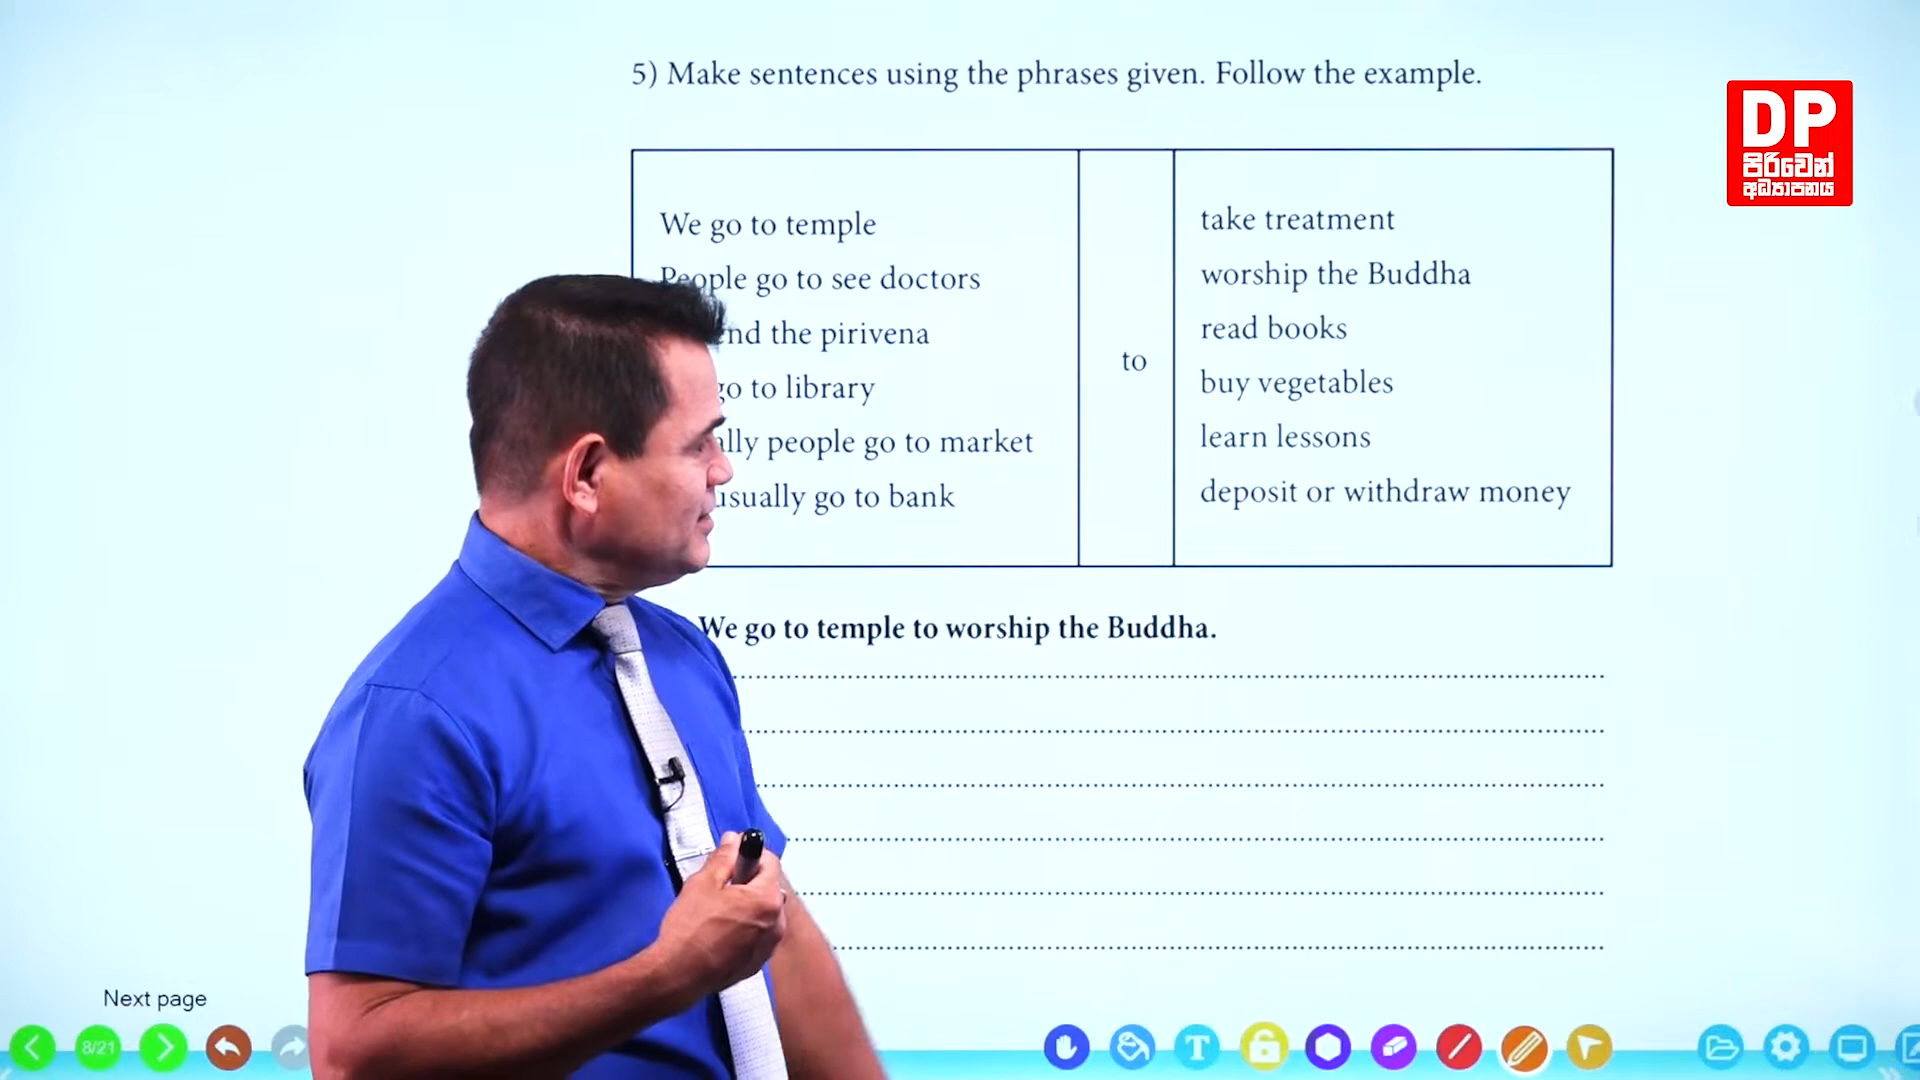 5) Make sentences using the phrases given. Follow the example.
DP
පිරිවෙන්
අධ්‍යාපනය
We go to temple
People go to see doctors
the pirivena
go to library
people go to market
usually go to bank
to
take treatment
worship the Buddha
read books
buy vegetables
learn lessons
deposit or withdraw money
We go to temple to worship the Buddha.
Next page
8/21
T